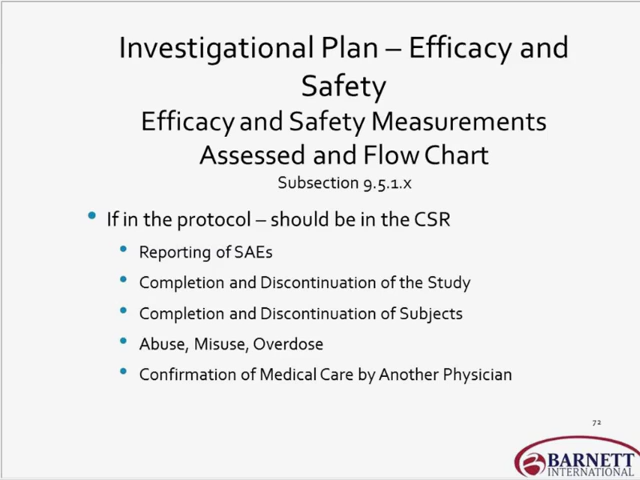 Investigational Plan – Efficacy and
Safety
Efficacy and Safety Measurements
Assessed and Flow Chart
Subsection 9.5.1.x
• If in the protocol – should be in the CSR
• Reporting of SAEs
• Completion and Discontinuation of the Study
• Completion and Discontinuation of Subjects
• Abuse, Misuse, Overdose
• Confirmation of Medical Care by Another Physician
72
BARNETT
INTERNATIONAL